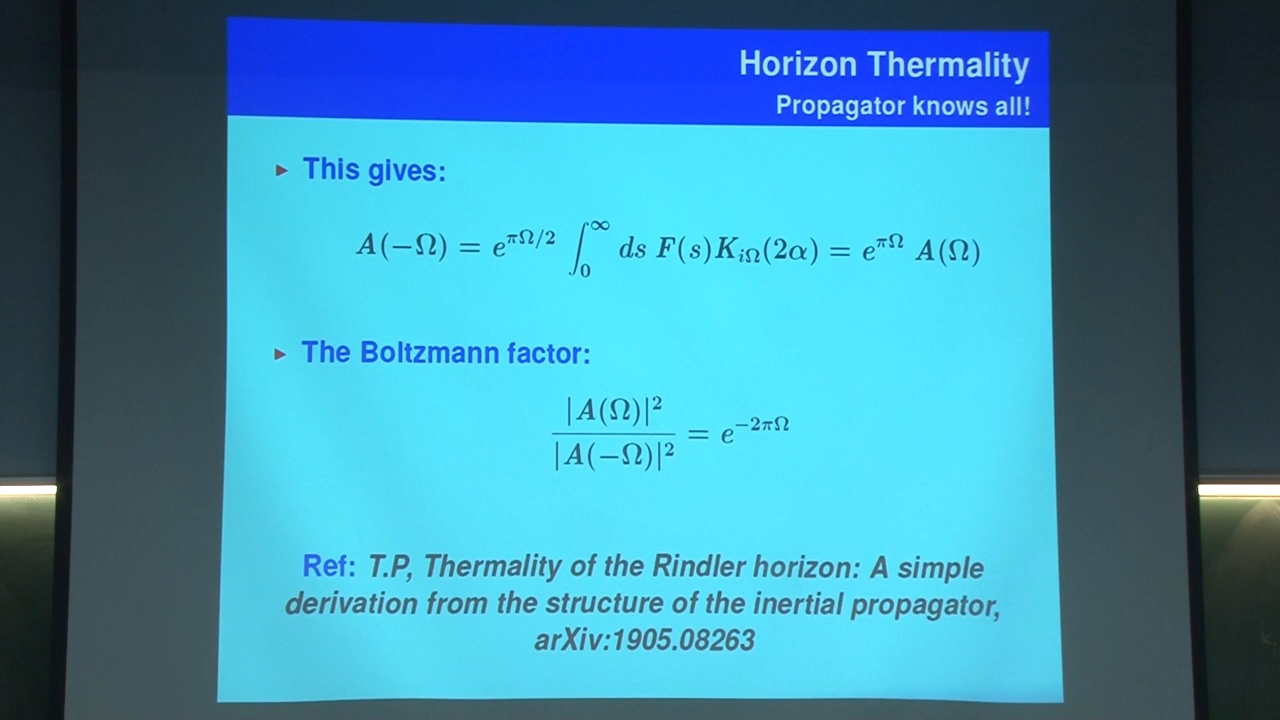 Horizon Thermality
Propagator knows all!
▸ This gives:
A(−Ω) = e^{πΩ/2} ∫_0^∞ ds F(s)K_{iΩ}(2α) = e^{πΩ} A(Ω)
▸ The Boltzmann factor:
|A(Ω)|² / |A(−Ω)|² = e^{−2πΩ}
Ref: T.P, Thermality of the Rindler horizon: A simple
derivation from the structure of the inertial propagator,
arXiv:1905.08263